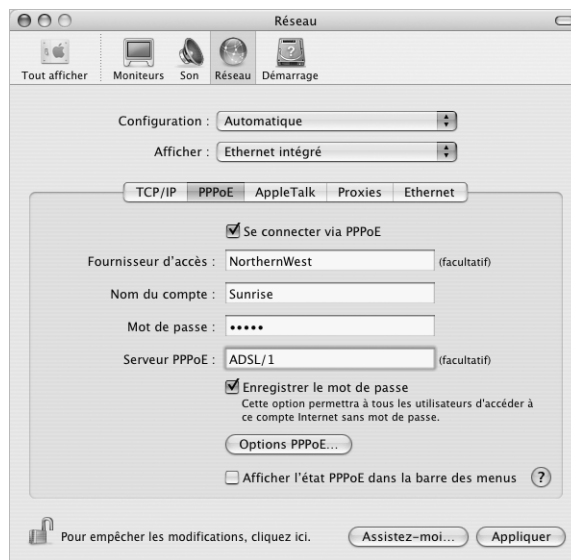 Réseau
Tout afficher Moniteurs Son Réseau Démarrage
Configuration : Automatique
Afficher : Ethernet intégré
TCP/IP PPPoE AppleTalk Proxies Ethernet
Se connecter via PPPoE
Fournisseur d'accès : NorthernWest (facultatif)
Nom du compte : Sunrise
Mot de passe : •••••
Serveur PPPoE : ADSL/1 (facultatif)
Enregistrer le mot de passe
Cette option permettra à tous les utilisateurs d'accéder à
ce compte Internet sans mot de passe.
Options PPPoE...
Afficher l'état PPPoE dans la barre des menus ?
Pour empêcher les modifications, cliquez ici. Assistez-moi... Appliquer